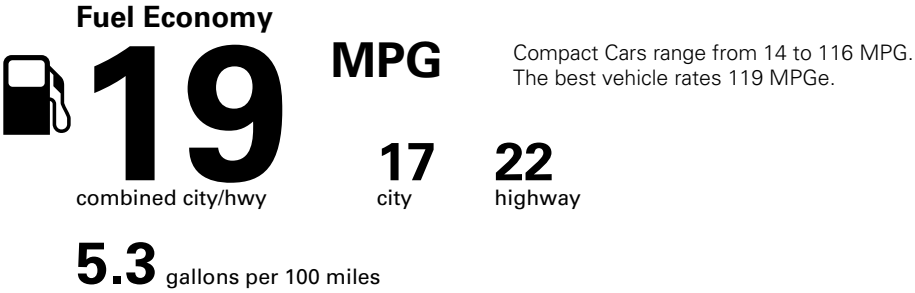 Fuel Economy
19 MPG
Compact Cars range from 14 to 116 MPG.
The best vehicle rates 119 MPGe.
combined city/hwy
17 22
city highway
5.3 gallons per 100 miles